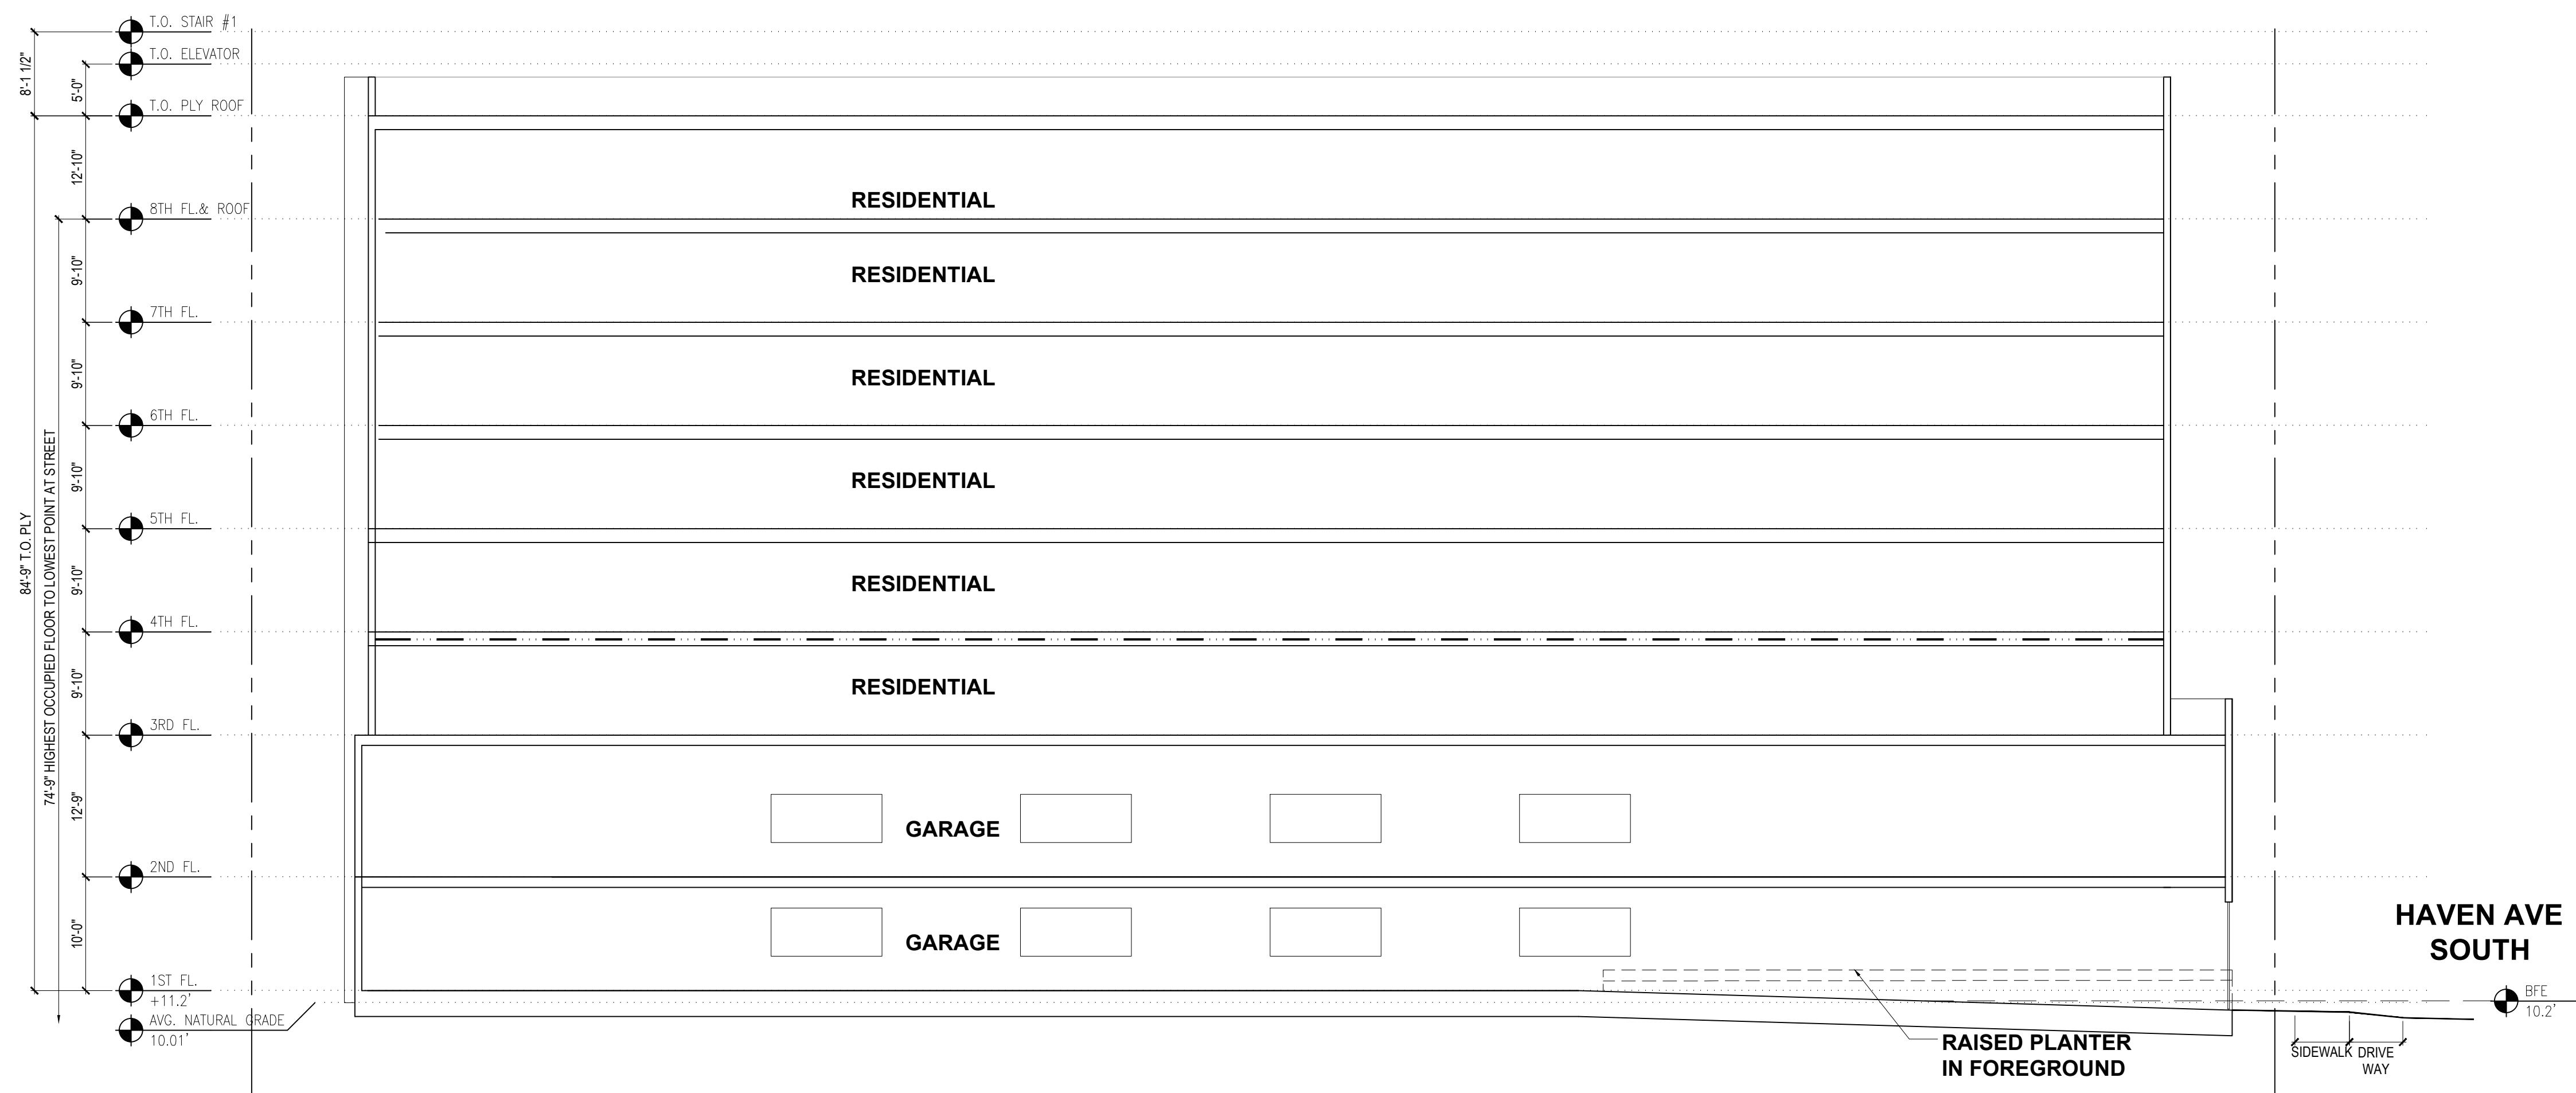 T.O. STAIR #1
T.O. ELEVATOR
T.O. PLY ROOF
8TH FL.& ROOF
7TH FL.
6TH FL.
5TH FL.
4TH FL.
3RD FL.
2ND FL.
1ST FL.
+11.2'
AVG. NATURAL GRADE
10.01'
8'-1 1/2"
84'-9" T.O. PLY
74'-9" HIGHEST OCCUPIED FLOOR TO LOWEST POINT AT STREET
5'-0"
12'-10"
9'-10"
9'-10"
9'-10"
9'-10"
9'-10"
12'-9"
10'-0"
RESIDENTIAL
RESIDENTIAL
RESIDENTIAL
RESIDENTIAL
RESIDENTIAL
RESIDENTIAL
GARAGE
GARAGE
RAISED PLANTER
IN FOREGROUND
HAVEN AVE
SOUTH
BFE
10.2'
SIDEWALK
DRIVE
WAY